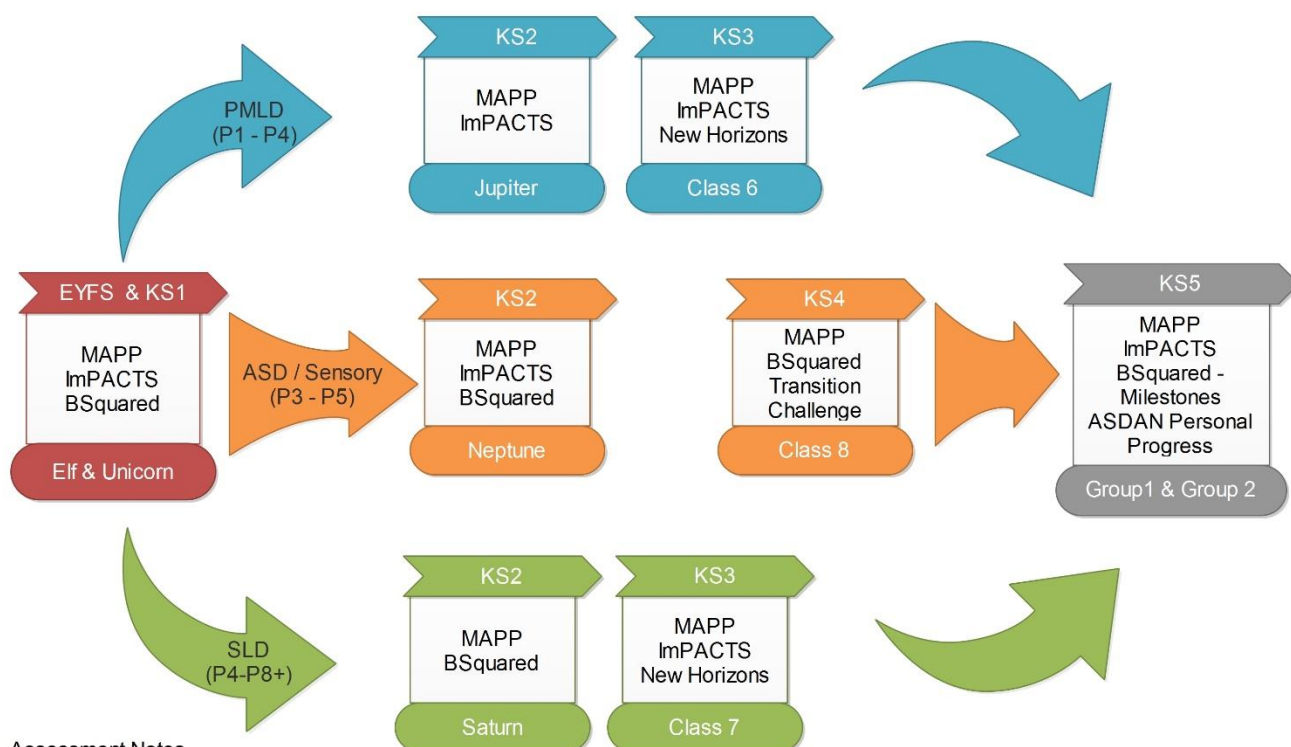 KS2
MAPP
ImPACTS
Jupiter
KS3
MAPP
ImPACTS
New Horizons
Class 6
PMLD
(P1 - P4)
EYFS & KS1
MAPP
ImPACTS
BSquared
Elf & Unicorn
ASD / Sensory
(P3 - P5)
KS2
MAPP
ImPACTS
BSquared
Neptune
KS4
MAPP
BSquared
Transition
Challenge
Class 8
KS5
MAPP
ImPACTS
BSquared -
Milestones
ASDAN Personal
Progress
Group1 & Group 2
SLD
(P4-P8+)
KS2
MAPP
BSquared
Saturn
KS3
MAPP
ImPACTS
New Horizons
Class 7
Assessment Notes